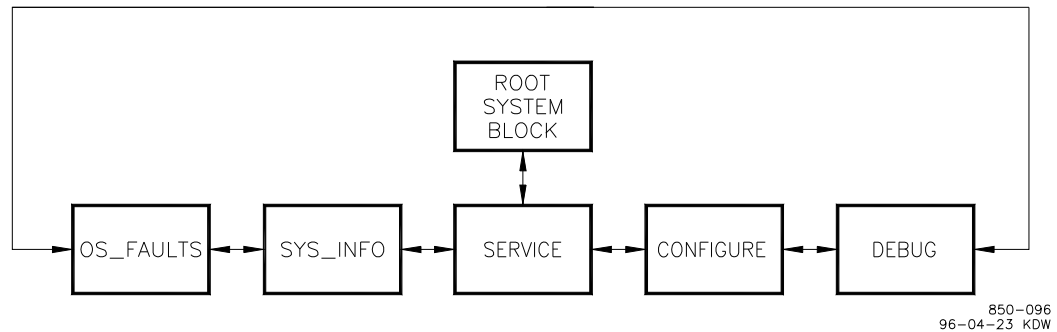 ROOT
SYSTEM
BLOCK
OS_FAULTS
SYS_INFO
SERVICE
CONFIGURE
DEBUG
850-096
96-04-23 KDW